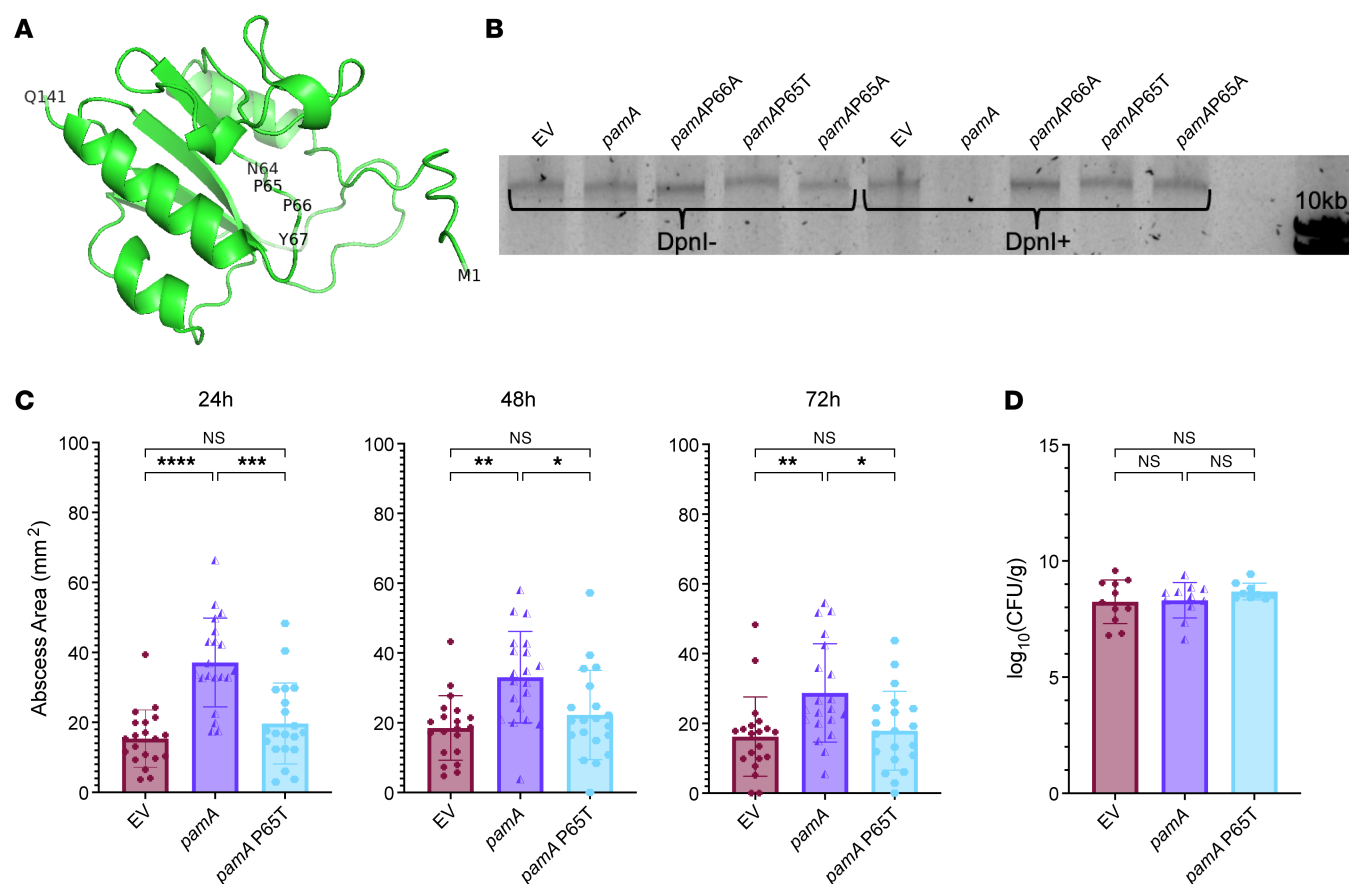 A
Q141
N64
P65
P66
Y67
M1
B
EV
pamA
pamAP66A
pamAP65T
pamAP65A
EV
pamA
pamAP66A
pamAP65T
pamAP65A
10kb
DpnI-
DpnI+
C
24h
48h
72h
Abscess Area (mm2)
100
80
60
40
20
0
NS
****
***
EV
pamA
pamA P65T
100
80
60
40
20
0
NS
**
*
EV
pamA
pamA P65T
100
80
60
40
20
0
NS
**
*
EV
pamA
pamA P65T
D
log10(CFU/g)
15
10
5
0
NS
NS
NS
EV
pamA
pamA P65T